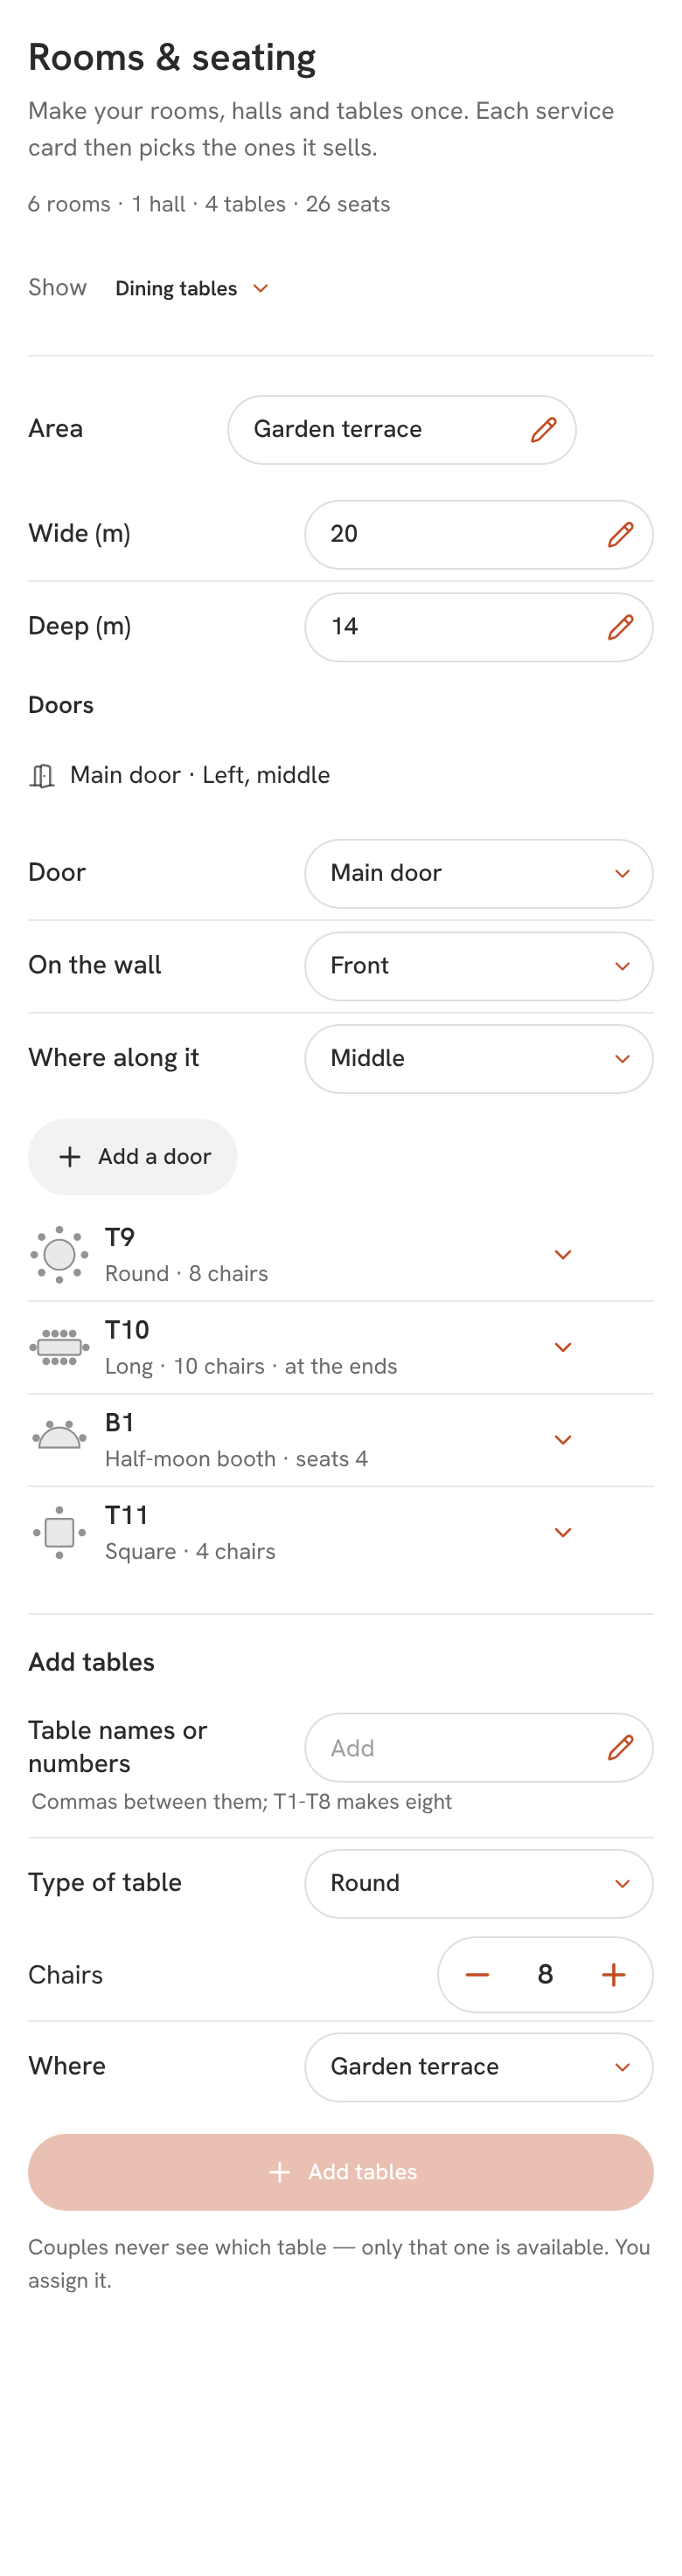 Rooms & seating
Make your rooms, halls and tables once. Each service
card then picks the ones it sells.
6 rooms · 1 hall · 4 tables · 26 seats
Show Dining tables
Area Garden terrace
Wide (m) 20
Deep (m) 14
Doors
Main door · Left, middle
Door Main door
On the wall Front
Where along it Middle
+ Add a door
T9
Round · 8 chairs
T10
Long · 10 chairs · at the ends
B1
Half-moon booth · seats 4
T11
Square · 4 chairs
Add tables
Table names or
numbers
Add
Commas between them; T1-T8 makes eight
Type of table Round
Chairs − 8 +
Where Garden terrace
+ Add tables
Couples never see which table — only that one is available. You
assign it.